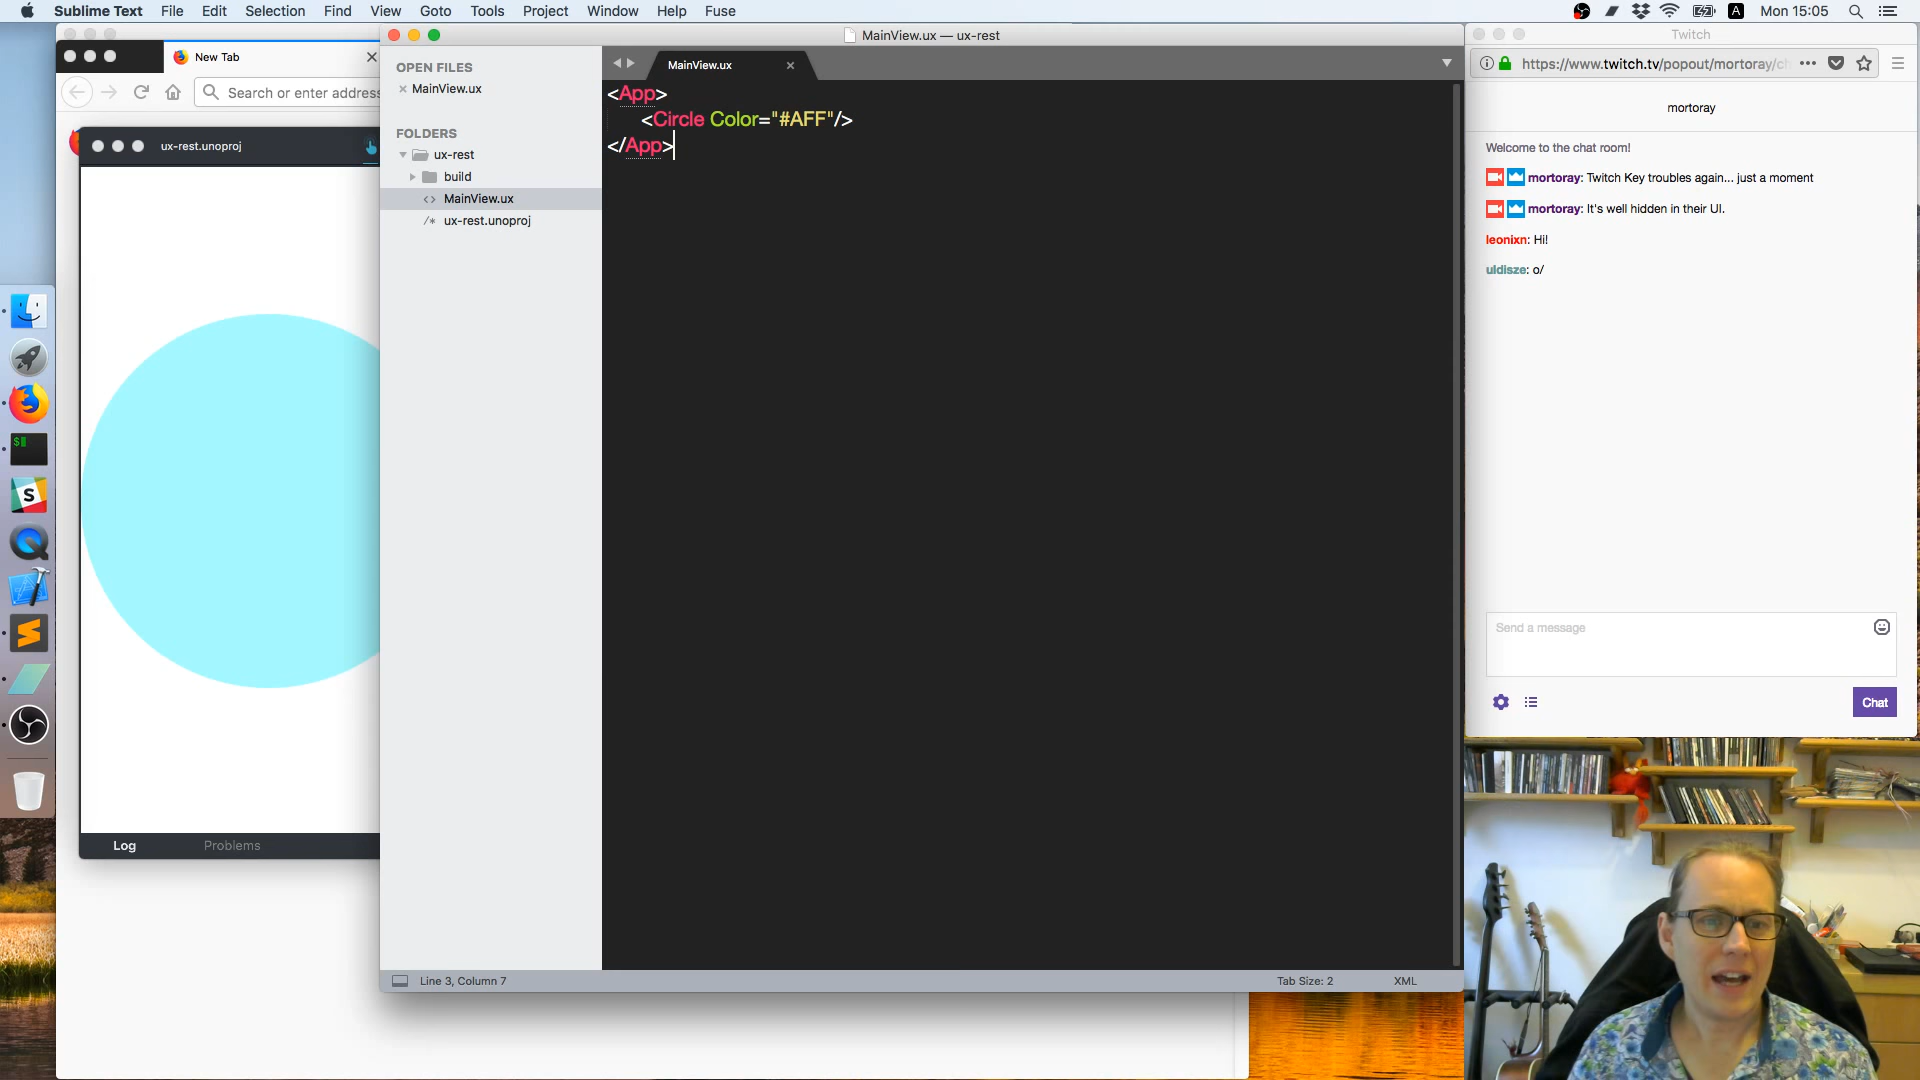 Sublime Text File Edit Selection Find View Goto Tools Project Window Help Fuse
A Mon 15:05
New Tab
Search or enter address
ux-rest.unoproj
Log Problems
MainView.ux — ux-rest
OPEN FILES
MainView.ux
FOLDERS
ux-rest
build
MainView.ux
ux-rest.unoproj
MainView.ux
<App>
<Circle Color="#AFF"/>
</App>
Line 3, Column 7
Tab Size: 2 XML
Twitch
https://www.twitch.tv/popout/mortoray/ch
mortoray
Welcome to the chat room!
mortoray: Twitch Key troubles again... just a moment
mortoray: It's well hidden in their UI.
leonixn: Hi!
uldisze: o/
Send a message
Chat